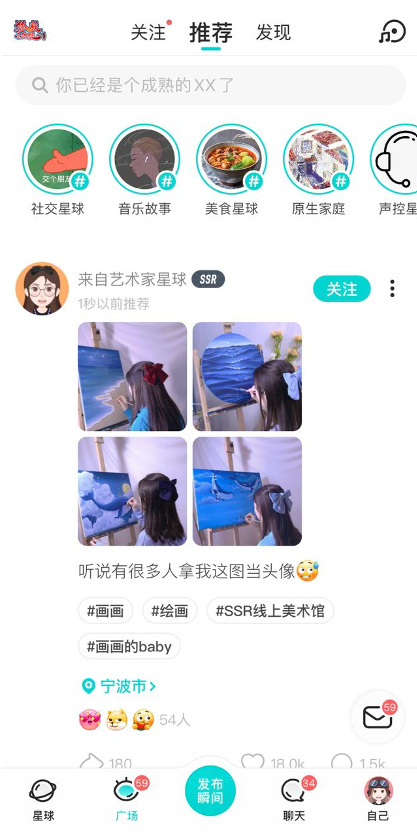 关注 推荐 发现
你已经是个成熟的XX了
交个朋友
社交星球 音乐故事 美食星球 原生家庭 声控星
来自艺术家星球 SSR
关注
1秒以前推荐
听说有很多人拿我这图当头像
#画画 #绘画 #SSR线上美术馆
#画画的baby
宁波市
54人
59
180 18.0k 1.5k
星球 59 广场 发布瞬间 34 聊天 自己